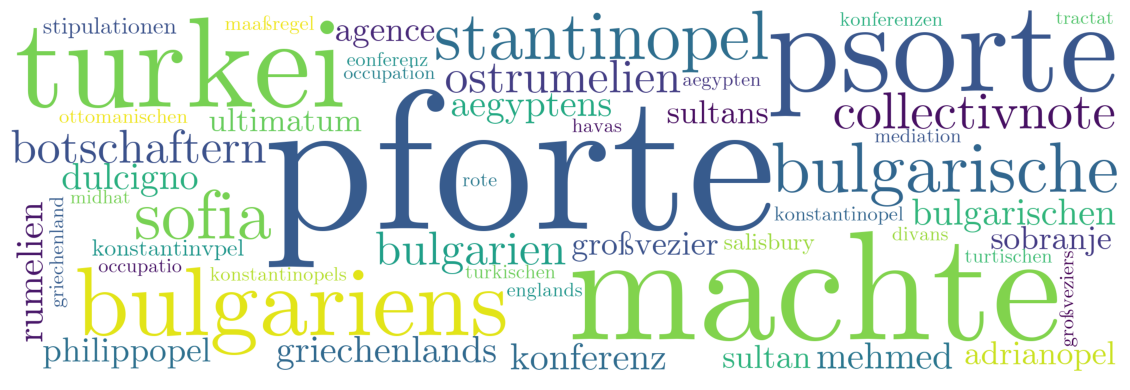 stipulationen
maaßregel
agence
stantinopel
konferenzen
tractat
turkei
eonferenz
occupation
ostrumelien
aegypten
psorte
ottomanischen
ultimatum
aegyptens
sultans
collectivnote
havas
mediation
botschaftern
pforte
bulgarische
dulcigno
midhat
rote
sofia
konstantinopel
bulgarischen
rumelien
griechenland
konstantinvpel
bulgarien
großvezier
salisbury
divans
sobranje
occupatio
konstantinopels
turkischen
englands
machte
turtischen
großveziers
bulgariens
philippopel
griechenlands
konferenz
sultan
mehmed
adrianopel